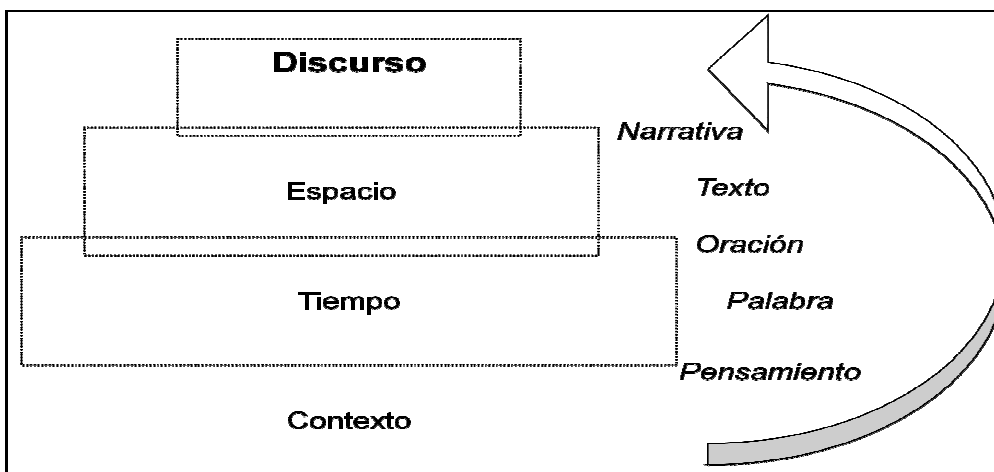 Discurso
Narrativa
Espacio
Texto
Oración
Tiempo
Palabra
Pensamiento
Contexto